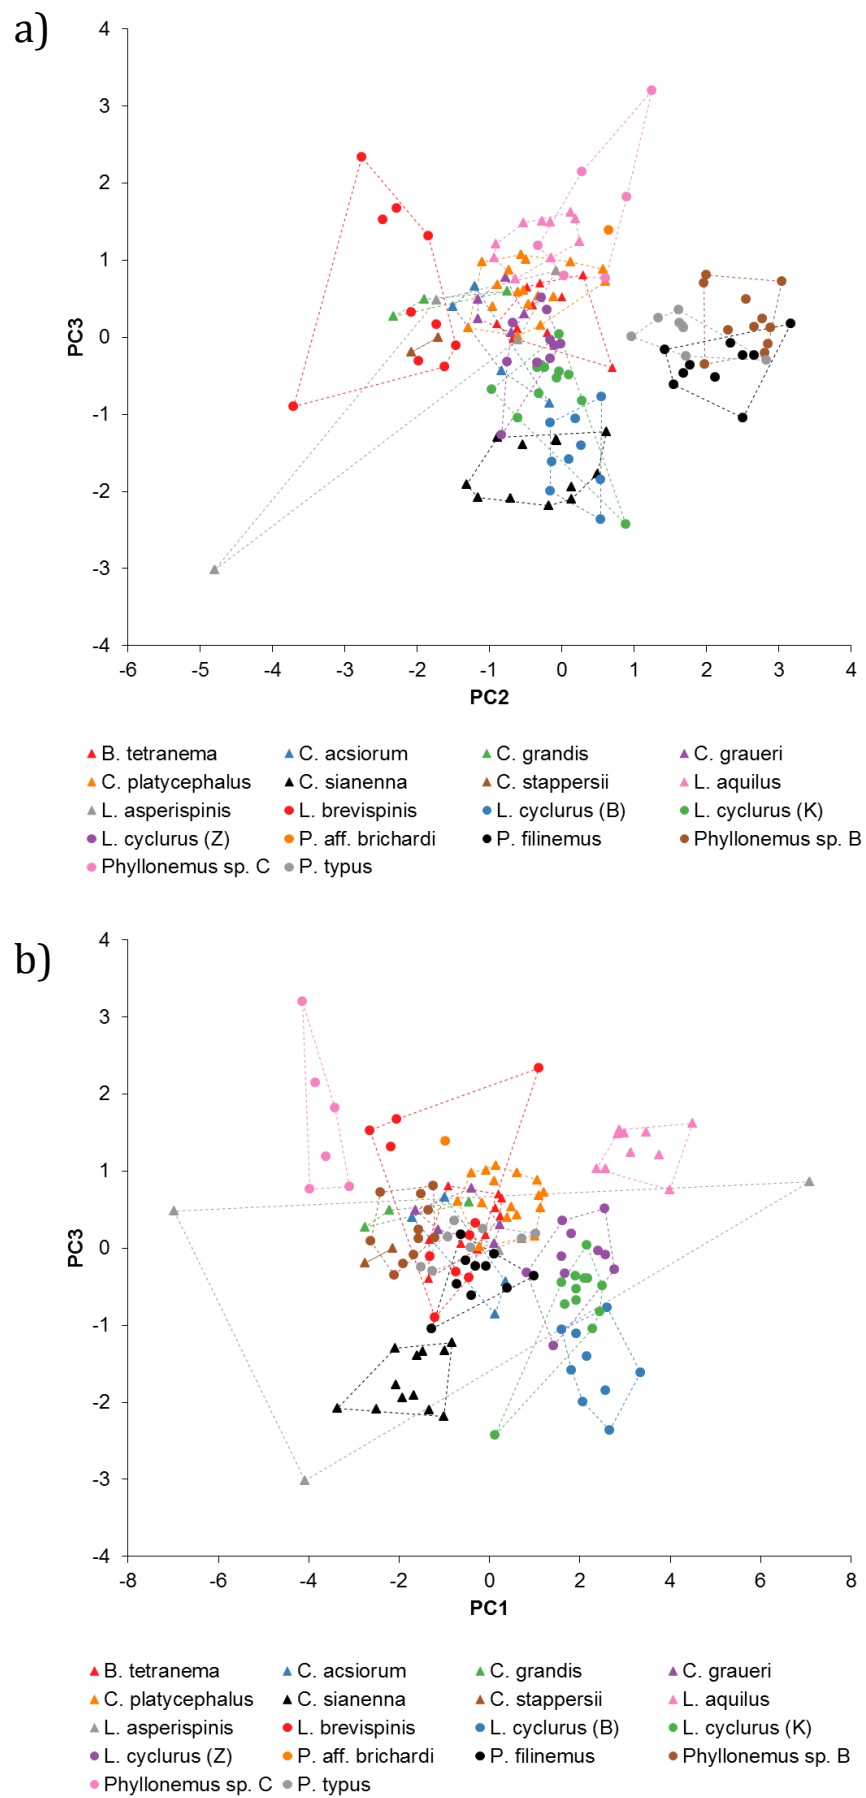 a)
4
3
2
1
0
-1
-2
-3
-4
PC3
-6 -5 -4 -3 -2 -1 0 1 2 3 4
PC2
B. tetranema C. acsiorum C. grandis C. graueri
C. platycephalus C. sianenna C. stappersii L. aquilus
L. asperispinis L. brevispinis L. cyclurus (B) L. cyclurus (K)
L. cyclurus (Z) P. aff. brichardi P. filinemus Phyllonemus sp. B
Phyllonemus sp. C P. typus
b)
4
3
2
1
0
-1
-2
-3
-4
PC3
-8 -6 -4 -2 0 2 4 6 8
PC1
B. tetranema C. acsiorum C. grandis C. graueri
C. platycephalus C. sianenna C. stappersii L. aquilus
L. asperispinis L. brevispinis L. cyclurus (B) L. cyclurus (K)
L. cyclurus (Z) P. aff. brichardi P. filinemus Phyllonemus sp. B
Phyllonemus sp. C P. typus